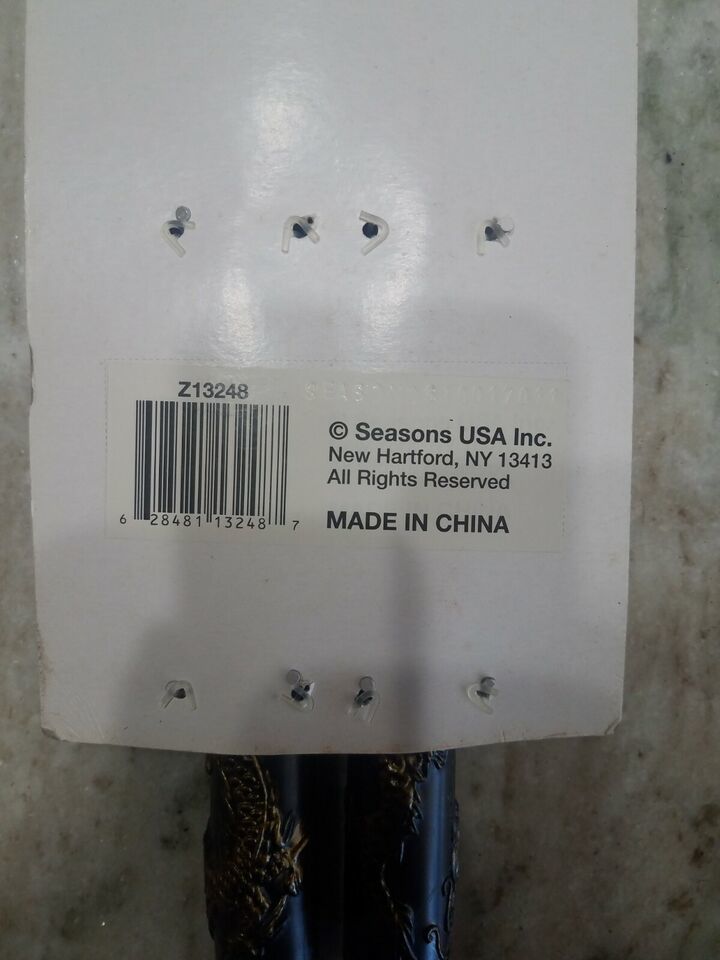 Z13248
6 28481 13248 7
© Seasons USA Inc.
New Hartford, NY 13413
All Rights Reserved
MADE IN CHINA